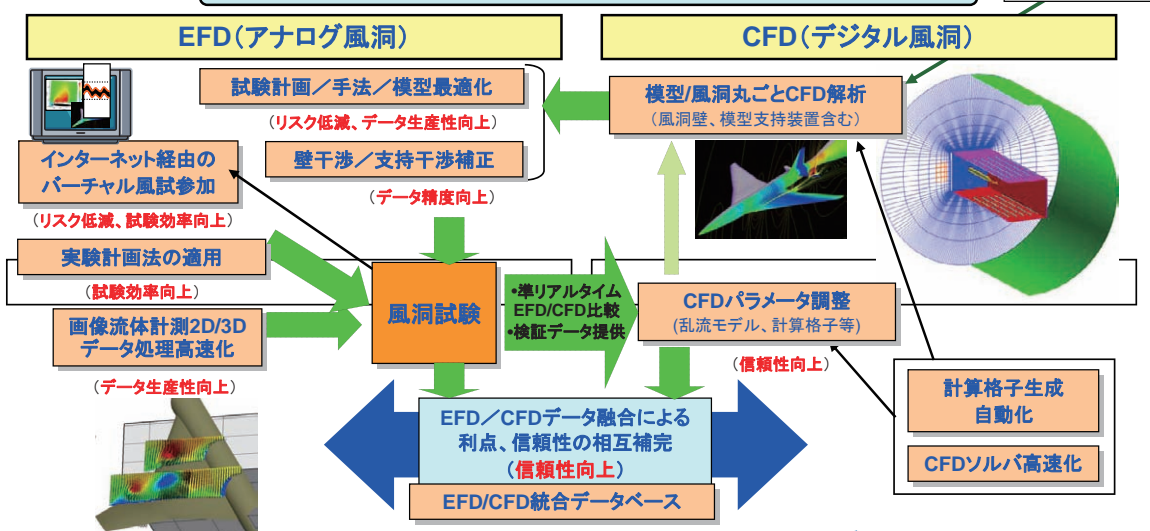 EFD(アナログ風洞)
CFD(デジタル風洞)
試験計画／手法／模型最適化
(リスク低減、データ生産性向上)
壁干渉／支持干渉補正
(データ精度向上)
模型/風洞丸ごとCFD解析
(風洞壁、模型支持装置含む)
インターネット経由の
バーチャル風試参加
(リスク低減、試験効率向上)
実験計画法の適用
(試験効率向上)
画像流体計測2D/3D
データ処理高速化
(データ生産性向上)
風洞試験
•準リアルタイム
EFD/CFD比較
•検証データ提供
CFDパラメータ調整
(乱流モデル、計算格子等)
(信頼性向上)
計算格子生成
自動化
CFDソルバ高速化
EFD／CFDデータ融合による
利点、信頼性の相互補完
(信頼性向上)
EFD/CFD統合データベース